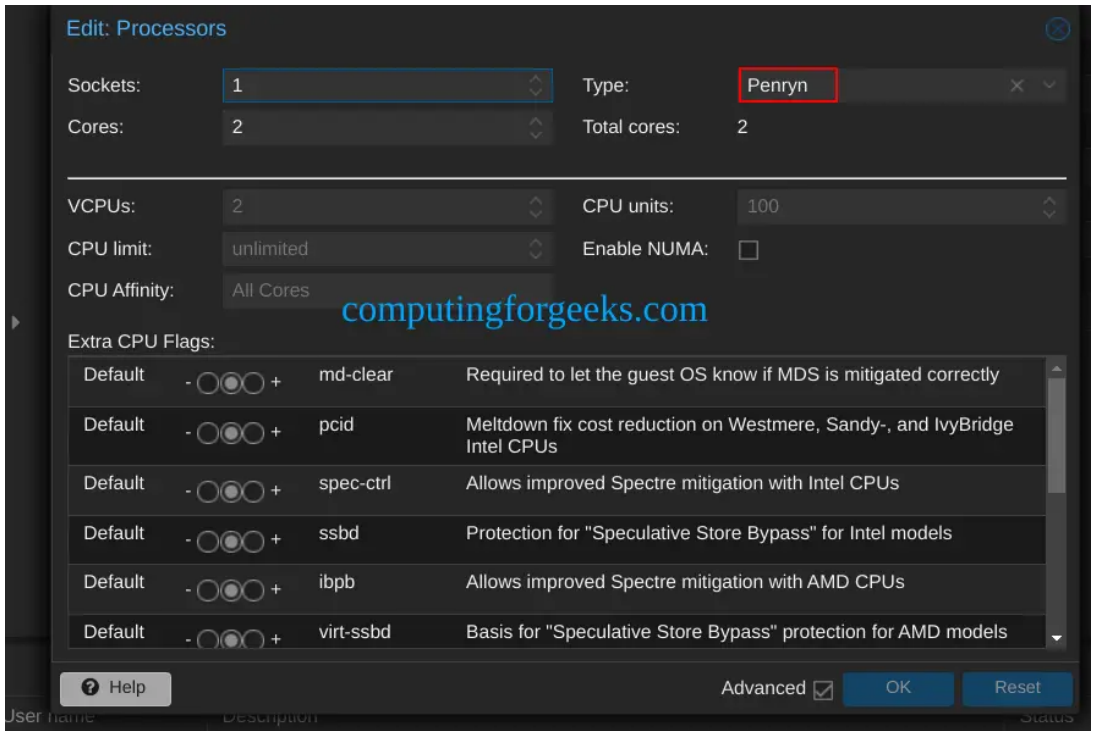 Edit: Processors
Sockets: 1 Type: Penryn
Cores: 2 Total cores: 2
VCPUs: 2 CPU units: 100
CPU limit: unlimited Enable NUMA:
CPU Affinity: All Cores
computingforgeeks.com
Extra CPU Flags:
Default - + md-clear Required to let the guest OS know if MDS is mitigated correctly
Default - + pcid Meltdown fix cost reduction on Westmere, Sandy-, and IvyBridge
Intel CPUs
Default - + spec-ctrl Allows improved Spectre mitigation with Intel CPUs
Default - + ssbd Protection for "Speculative Store Bypass" for Intel models
Default - + ibpb Allows improved Spectre mitigation with AMD CPUs
Default - + virt-ssbd Basis for "Speculative Store Bypass" protection for AMD models
Help Advanced OK Reset
User name Description Status